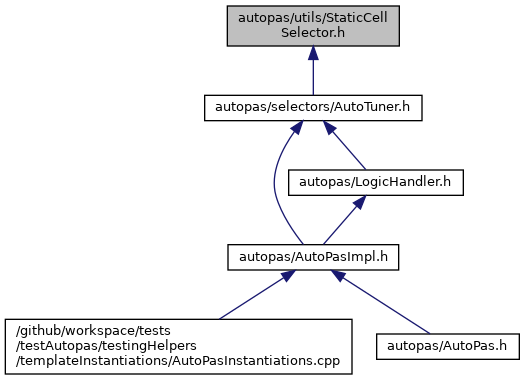 autopas/utils/StaticCell
Selector.h
autopas/selectors/AutoTuner.h
autopas/LogicHandler.h
autopas/AutoPasImpl.h
/github/workspace/tests
/testAutopas/testingHelpers
/templateInstantiations/AutoPasInstantiations.cpp
autopas/AutoPas.h